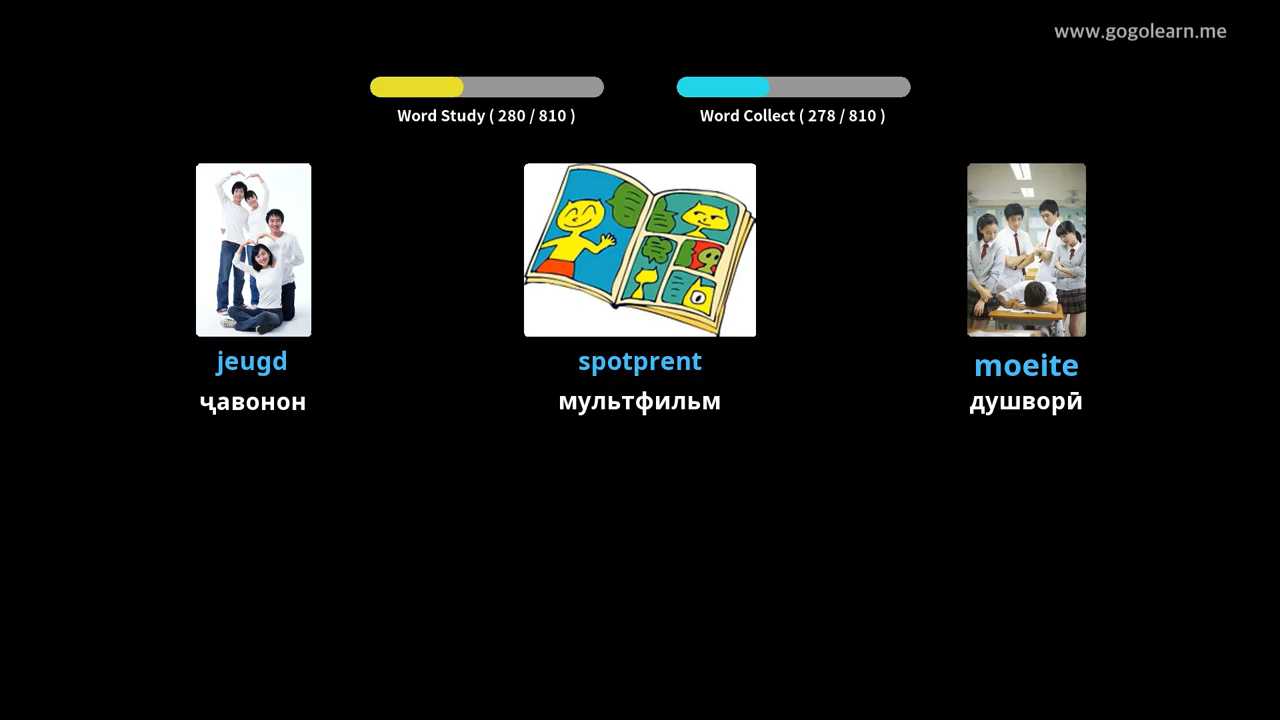 www.gogolearn.me
Word Study ( 280 / 810 )
Word Collect ( 278 / 810 )
jeugd
spotprent
moeite
ҷавонон
мультфильм
душворӣ